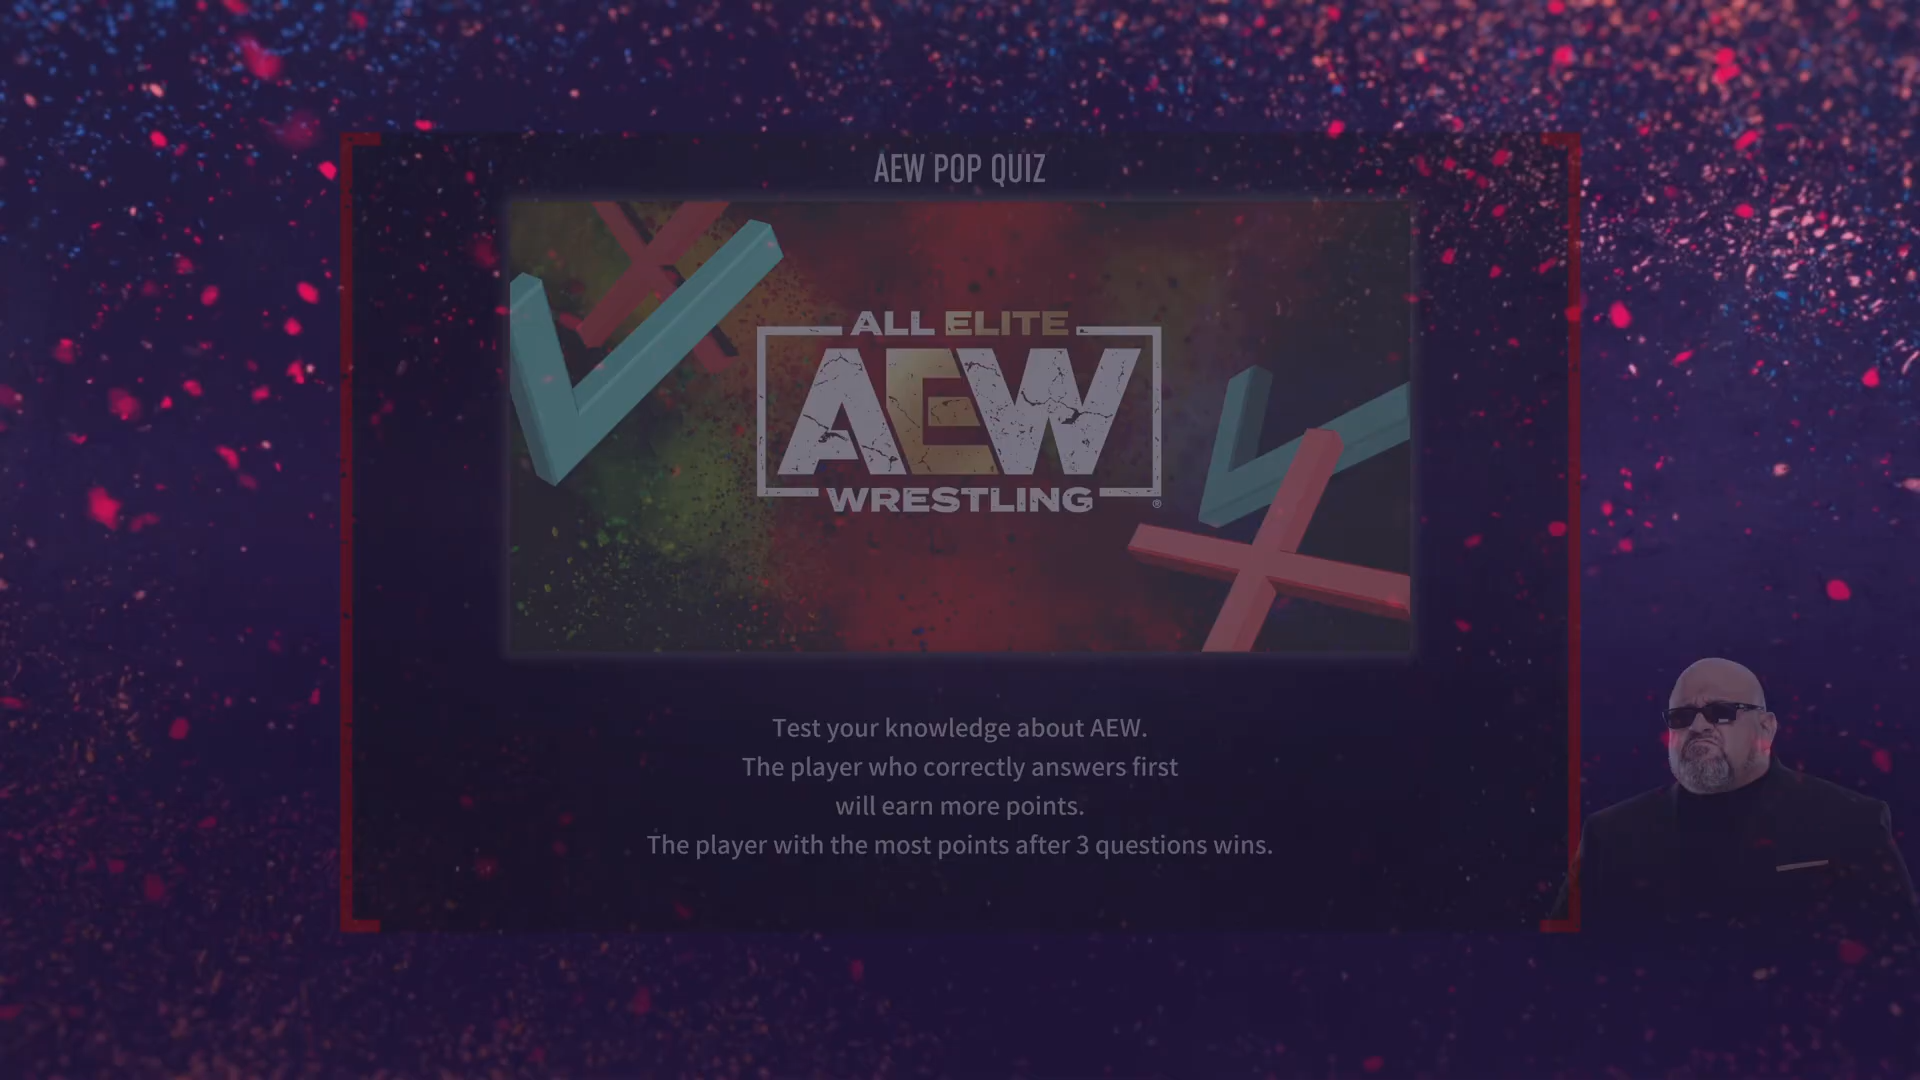 AEW POP QUIZ
ALL ELITE
AEW
WRESTLING
®
Test your knowledge about AEW.
The player who correctly answers first
will earn more points.
The player with the most points after 3 questions wins.